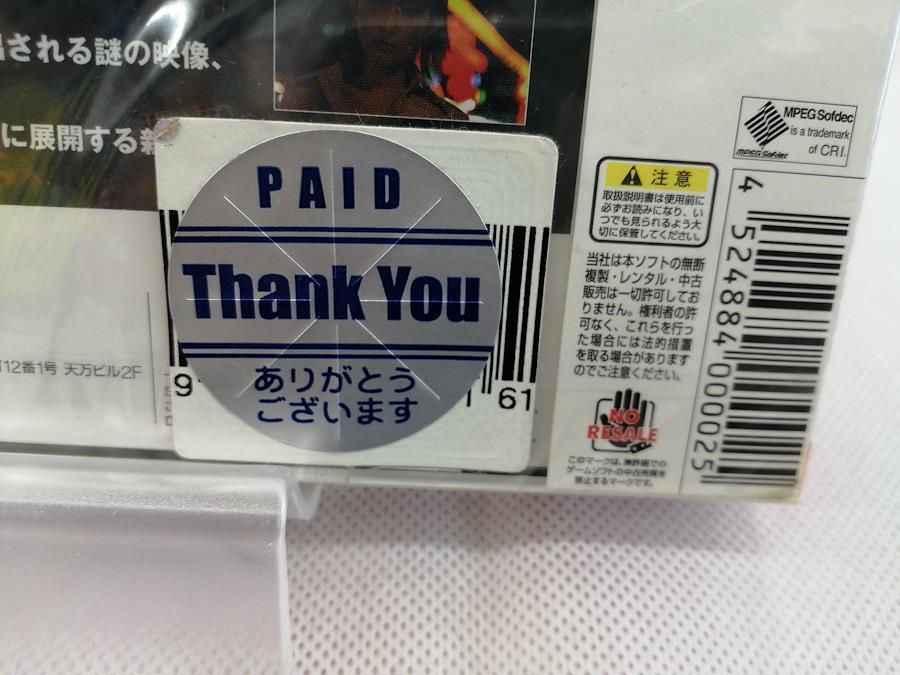 出される謎の映像、
に展開する新
PAID
Thank You
ありがとう
ございます
9
161
12番1号 天万ビル2F
MPEG Sofdec
is a trademark
of CRI.
MPEG Sofdec
注意
取扱説明書は使用前に
必ずお読みになり、い
つでも見られるよう大
切に保管してください。
当社は本ソフトの無断
複製・レンタル・中古
販売は一切許可してお
りません。権利者の許
可なく、これらを行っ
た場合には法的措置
を取る場合があります
のでご注意ください。
NO
RESALE
このマークは、無許諾での
ゲームソフトの中古売買を
禁止するマークです。
4 524884 000025